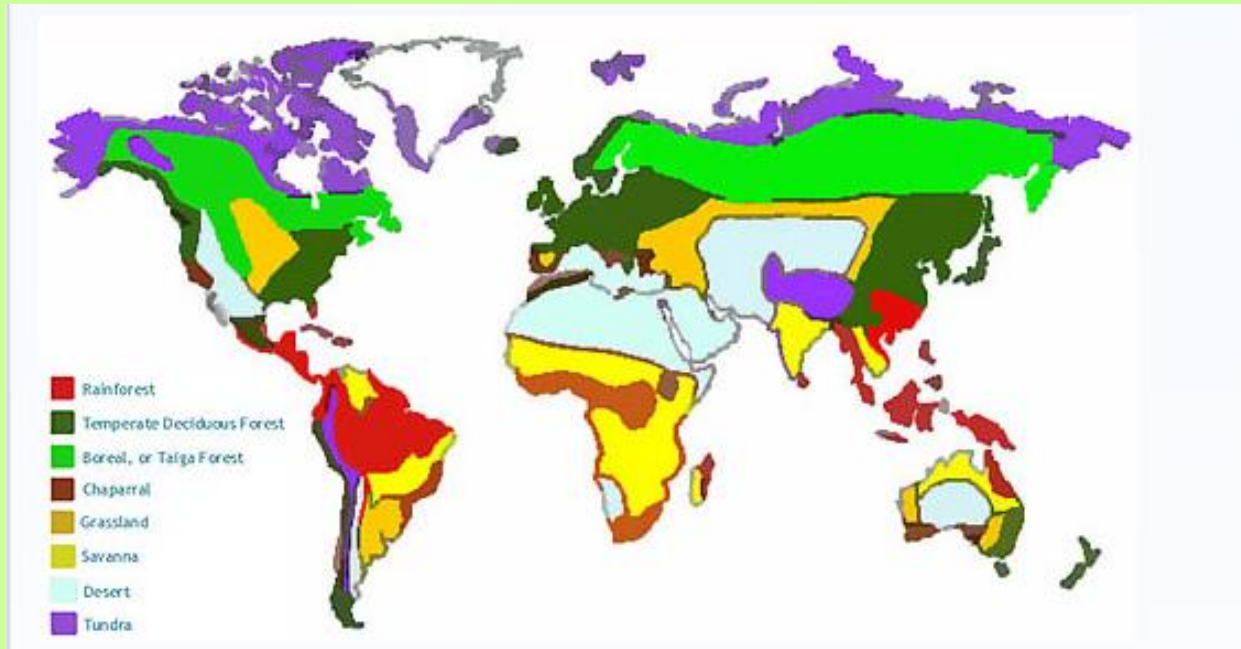 Rainforest
Temperate Deciduous Forest
Boreal, or Taiga Forest
Chaparral
Grassland
Savanna
Desert
Tundra